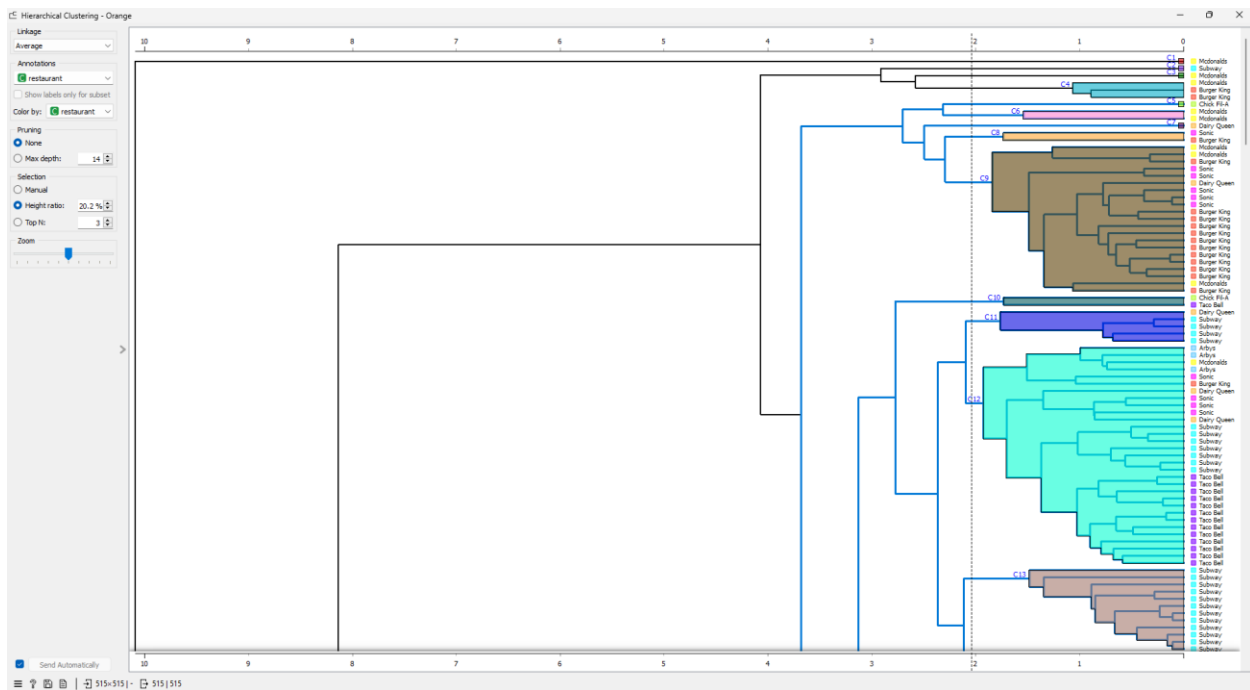 Hierarchical Clustering - Orange
Linkage
Average
Annotations
C restaurant
Show labels only for subset
Color by: C restaurant
Pruning
None
Max depth: 14
Selection
Manual
Height ratio: 20.2 %
Top N: 3
Zoom
Send Automatically
515×515 | - 515 | 515
10 9 8 7 6 5 4 3 2 1 0
C1 Mcdonalds
Subway
C3 Mcdonalds
C4 Mcdonalds
Burger King
Burger King
C5 Chick Fil-A
C6 Mcdonalds
Mcdonalds
C7 Dairy Queen
C8 Sonic
Burger King
Mcdonalds
Mcdonalds
Burger King
Sonic
Sonic
C9 Dairy Queen
Sonic
Sonic
Sonic
Burger King
Burger King
Burger King
Burger King
Burger King
Burger King
Burger King
Burger King
Burger King
Burger King
Mcdonalds
Burger King
C10 Chick Fil-A
Taco Bell
Dairy Queen
C11 Subway
Subway
Subway
Subway
Arbys
Arbys
Mcdonalds
Arbys
Sonic
Burger King
Dairy Queen
C12 Sonic
Sonic
Sonic
Dairy Queen
Subway
Subway
Subway
Subway
Subway
Subway
Subway
Taco Bell
Taco Bell
Taco Bell
Taco Bell
Taco Bell
Taco Bell
Taco Bell
Taco Bell
Taco Bell
Taco Bell
Taco Bell
Taco Bell
Taco Bell
C13 Subway
Subway
Subway
Subway
Subway
Subway
Subway
Subway
Subway
Subway
Subway
Subway
10 9 8 7 6 5 4 3 2 1 0